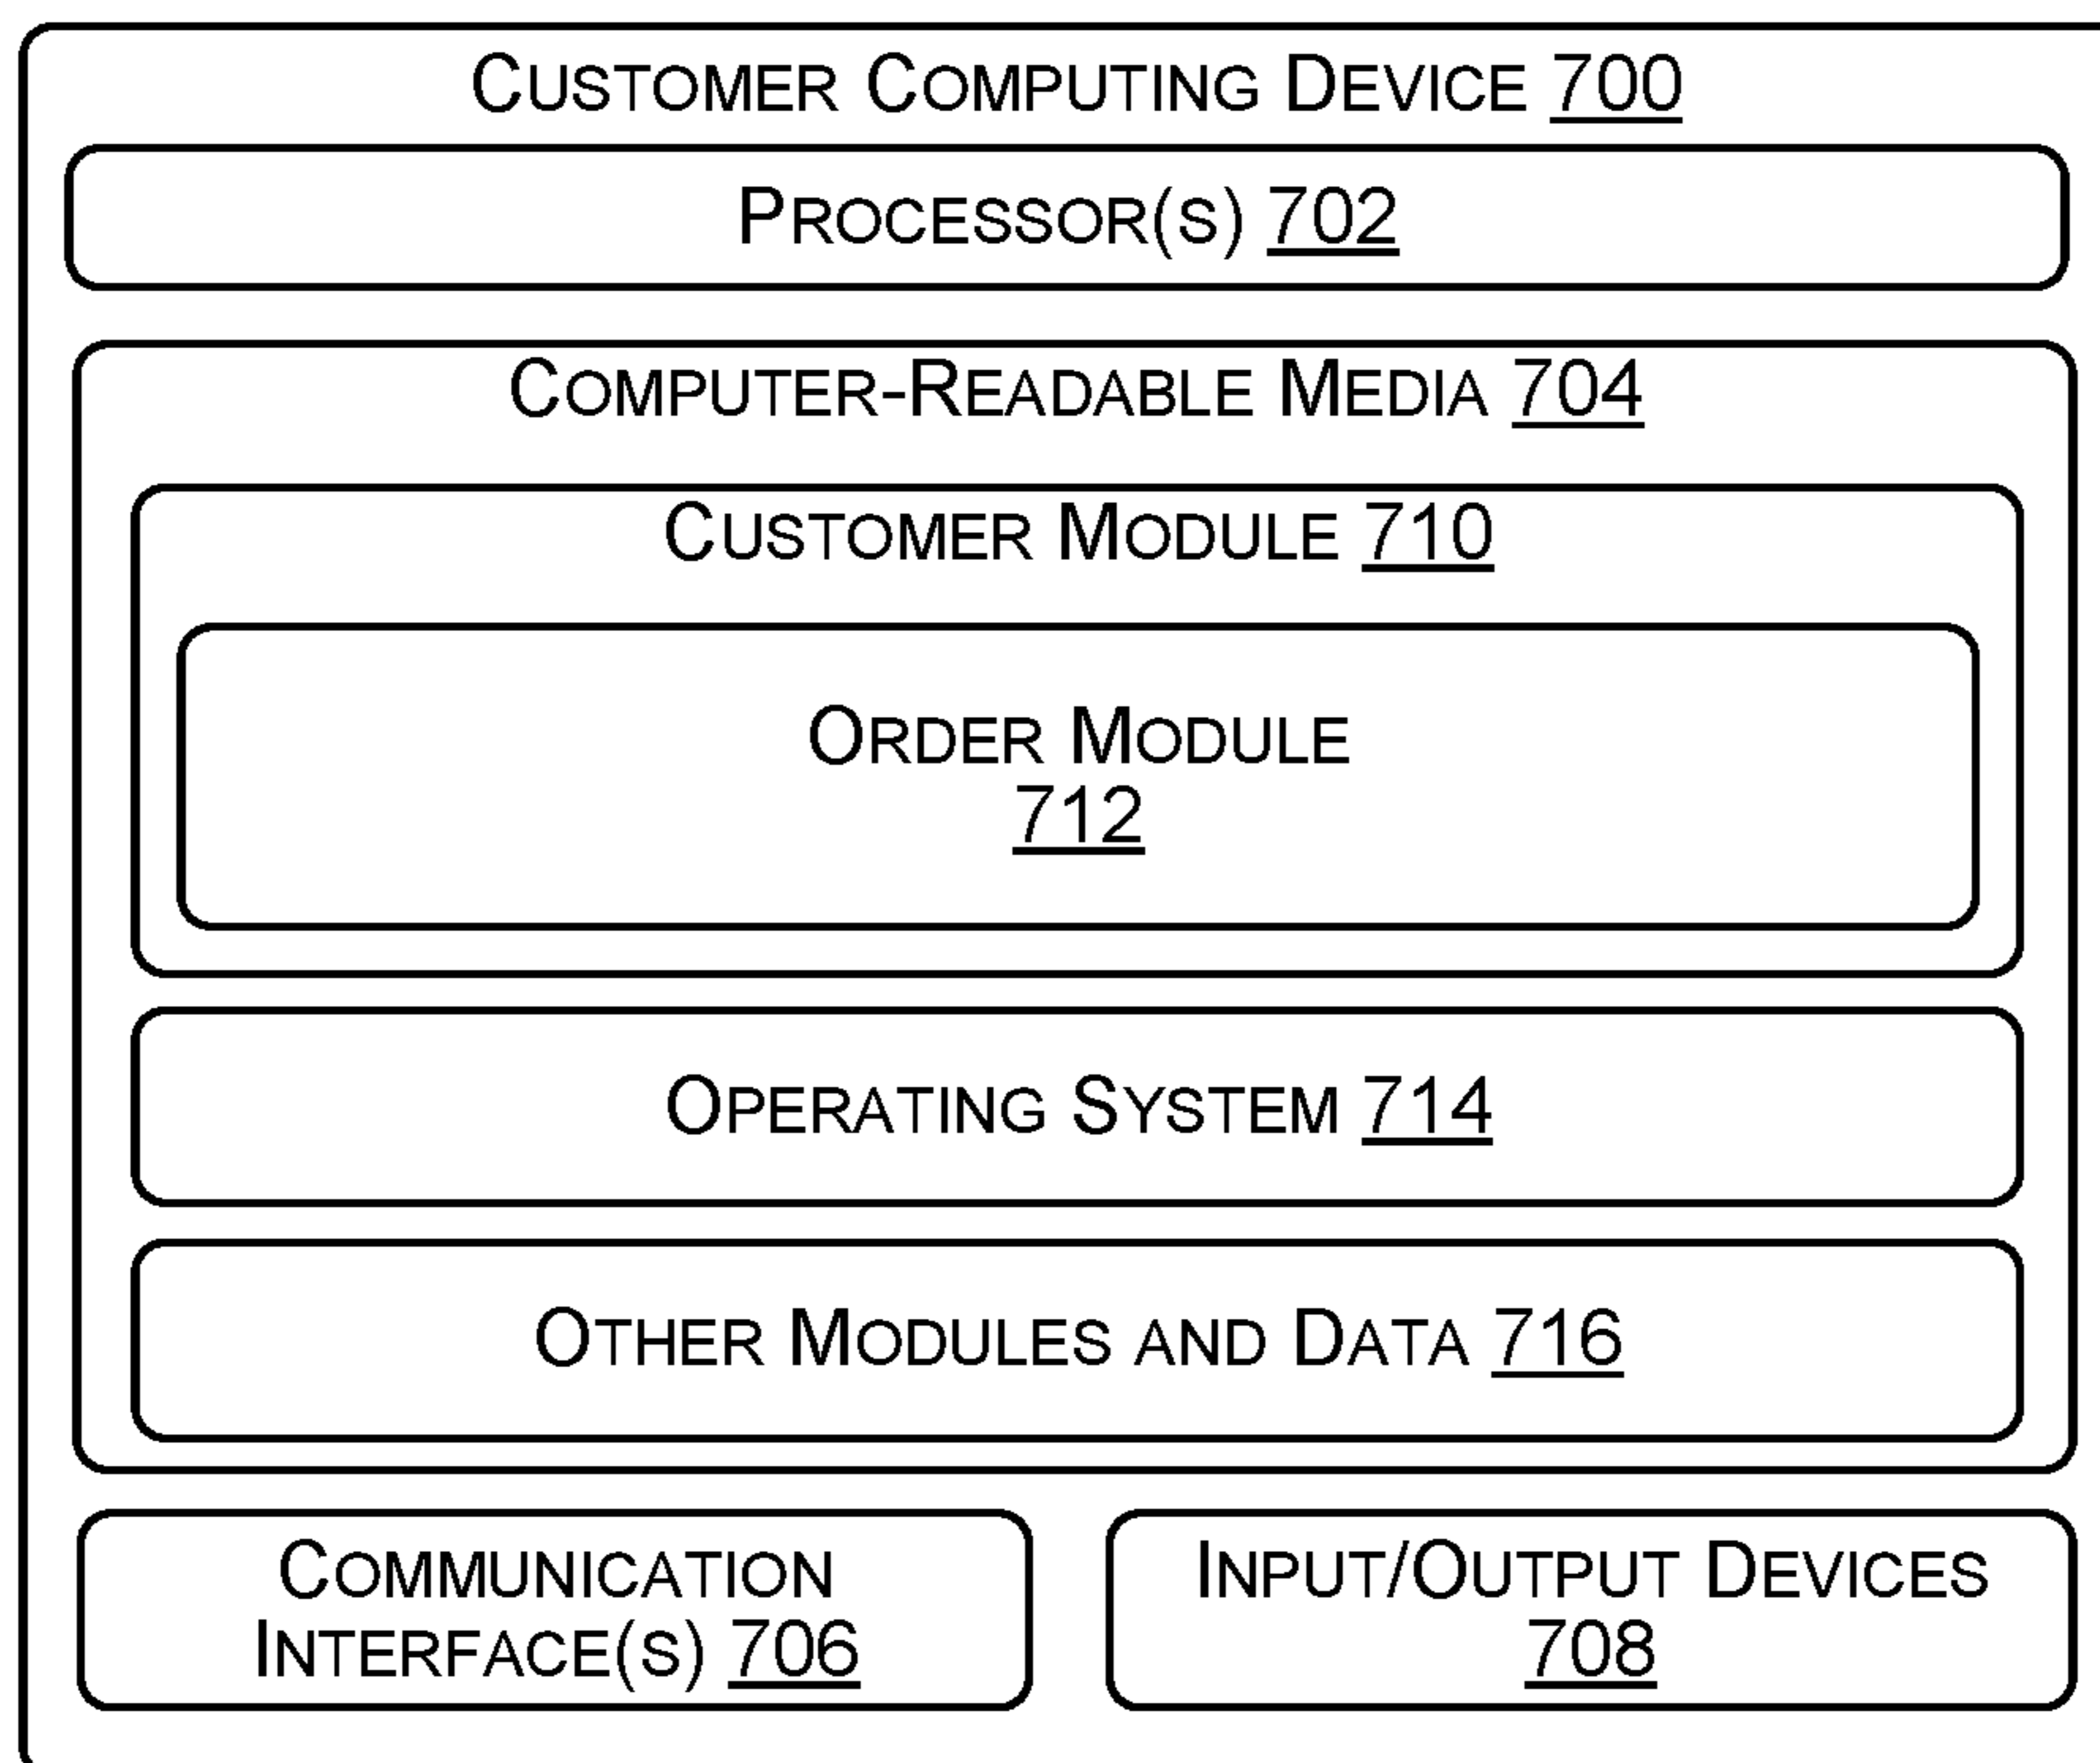 CUSTOMER COMPUTING DEVICE 700
PROCESSOR(S) 702
COMPUTER-READABLE MEDIA 704
CUSTOMER MODULE 710
ORDER MODULE
712
OPERATING SYSTEM 714
OTHER MODULES AND DATA 716
COMMUNICATION
INTERFACE(S) 706
INPUT/OUTPUT DEVICES
708